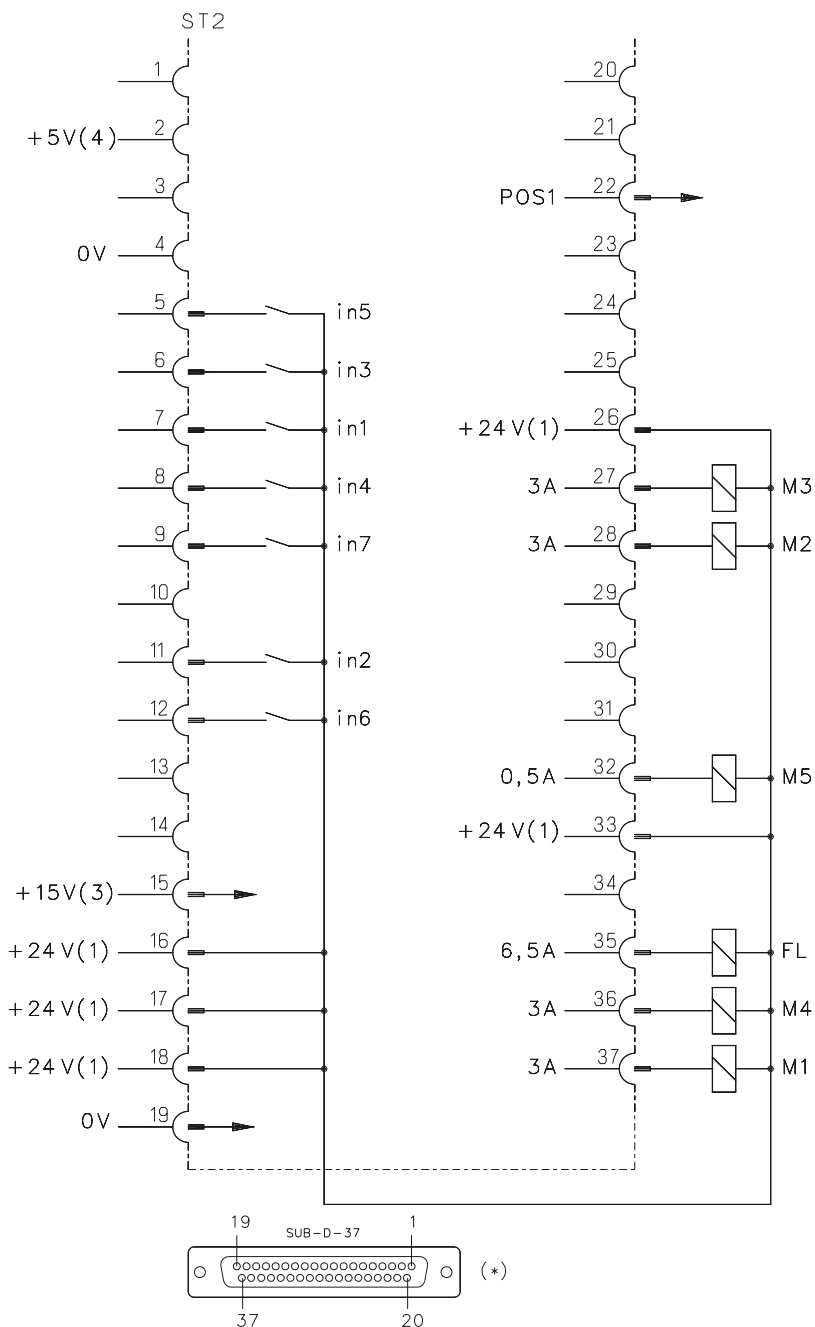 ST2
1
+5V(4) 2
3
0V 4
5 in5
6 in3
7 in1
8 in4
9 in7
10
11 in2
12 in6
13
14
+15V(3) 15
+24V(1) 16
+24V(1) 17
+24V(1) 18
0V 19
20
21
POS1 22
23
24
25
+24V(1) 26
3A 27 M3
3A 28 M2
29
30
31
0,5A 32 M5
+24V(1) 33
34
6,5A 35 FL
3A 36 M4
3A 37 M1
19 SUB-D-37 1
(*)
37 20